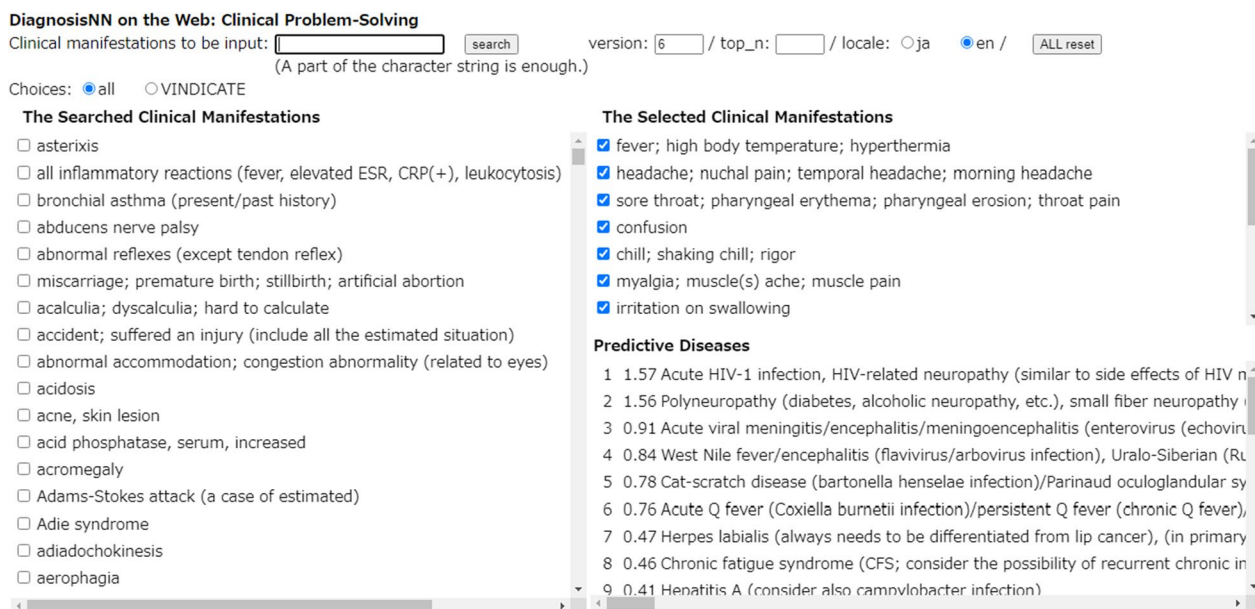 DiagnosisNN on the Web: Clinical Problem-Solving
Clinical manifestations to be input: search version: 6 / top_n: / locale: ja en / ALL reset
(A part of the character string is enough.)
Choices: all VINDICATE
The Searched Clinical Manifestations
asterixis
all inflammatory reactions (fever, elevated ESR, CRP(+), leukocytosis)
bronchial asthma (present/past history)
abducens nerve palsy
abnormal reflexes (except tendon reflex)
miscarriage; premature birth; stillbirth; artificial abortion
acalculia; dyscalculia; hard to calculate
accident; suffered an injury (include all the estimated situation)
abnormal accommodation; congestion abnormality (related to eyes)
acidosis
acne, skin lesion
acid phosphatase, serum, increased
acromegaly
Adams-Stokes attack (a case of estimated)
Adie syndrome
adiadochokinesis
aerophagia
The Selected Clinical Manifestations
fever; high body temperature; hyperthermia
headache; nuchal pain; temporal headache; morning headache
sore throat; pharyngeal erythema; pharyngeal erosion; throat pain
confusion
chill; shaking chill; rigor
myalgia; muscle(s) ache; muscle pain
irritation on swallowing
Predictive Diseases
1 1.57 Acute HIV-1 infection, HIV-related neuropathy (similar to side effects of HIV
2 1.56 Polyneuropathy (diabetes, alcoholic neuropathy, etc.), small fiber neuropathy
3 0.91 Acute viral meningitis/encephalitis/meningoencephalitis (enterovirus (echoviru
4 0.84 West Nile fever/encephalitis (flavivirus/arbovirus infection), Uralo-Siberian (Ru
5 0.78 Cat-scratch disease (bartonella henselae infection)/Parinaud oculoglandular sy
6 0.76 Acute Q fever (Coxiella burnetii infection)/persistent Q fever (chronic Q fever)/
7 0.47 Herpes labialis (always needs to be differentiated from lip cancer), (in primary
8 0.46 Chronic fatigue syndrome (CFS; consider the possibility of recurrent chronic in
9 0.41 Hepatitis A (consider also campylobacter infection)